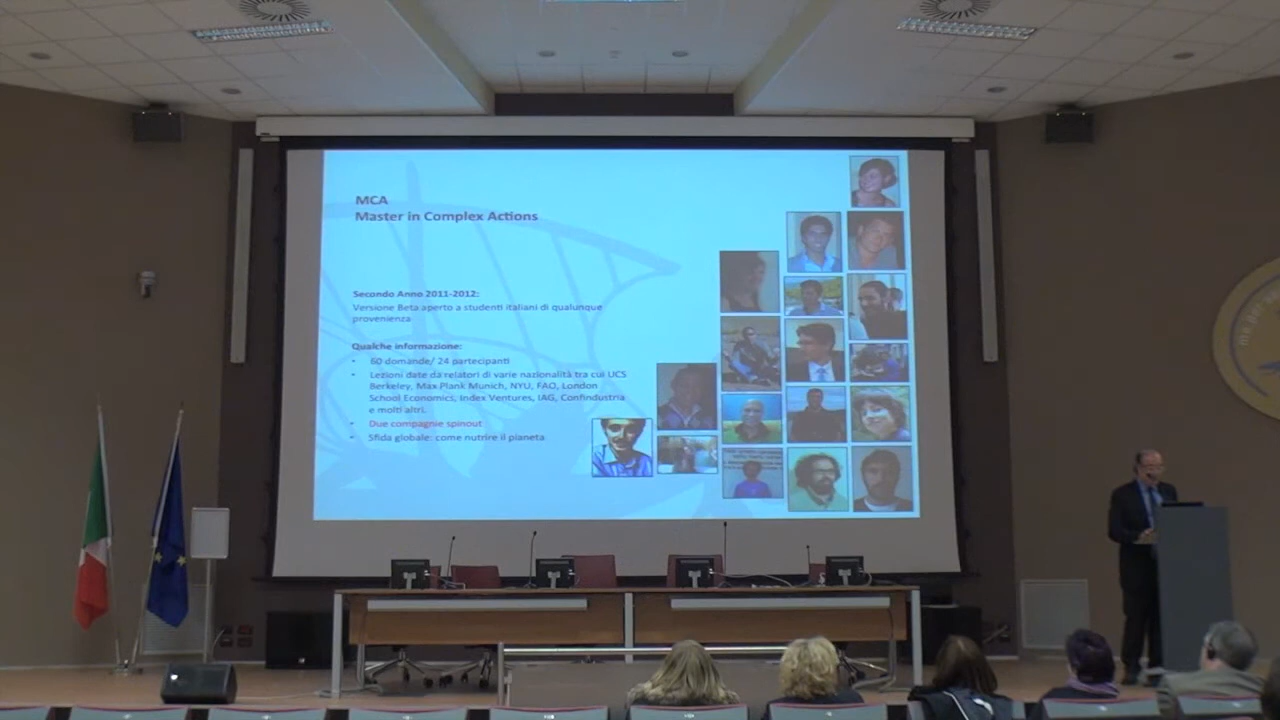 MCA
Master in Complex Actions
Secondo Anno 2011-2012:
Versione Beta aperto a studenti italiani di qualunque
provenienza
Qualche informazione:
• 60 domande/ 24 partecipanti
• Lezioni date da relatori di varie nazionalità tra cui UCS
Berkeley, Max Plank Munich, NYU, FAO, London
School Economics, Index Ventures, IAG, Confindustria
e molti altri.
• Due compagnie spinout
• Sfida globale: come nutrire il pianeta